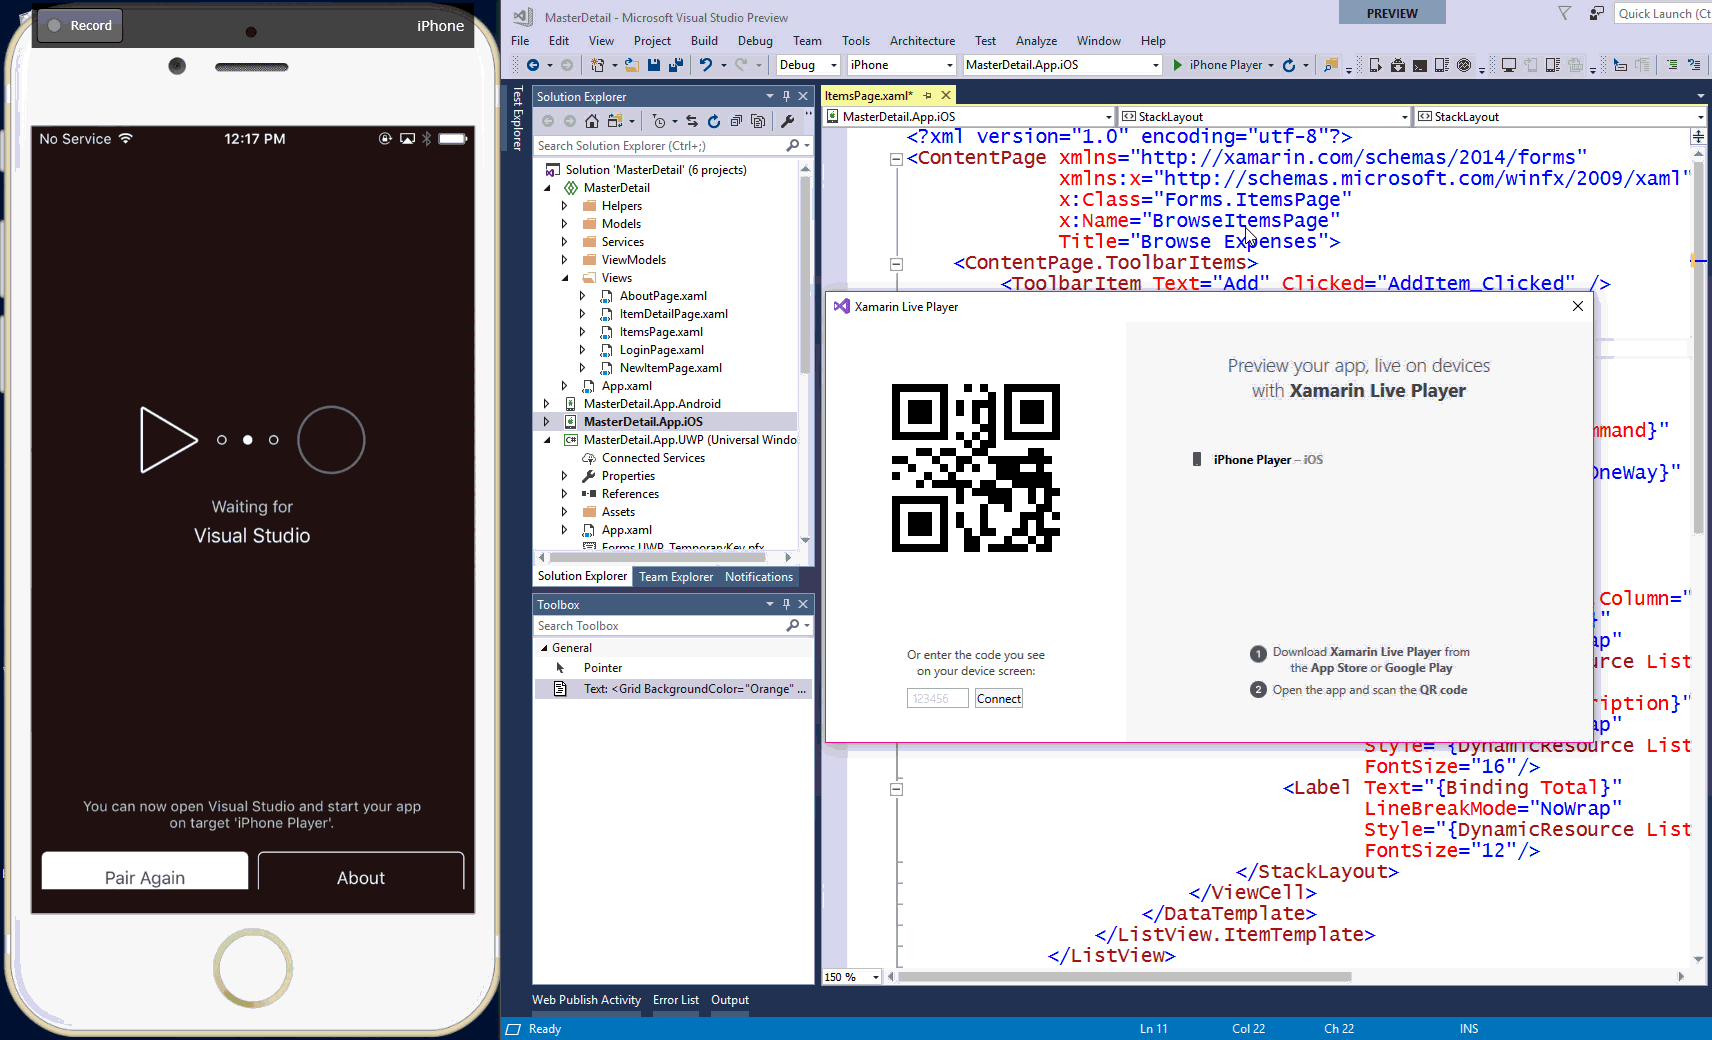 Record
iPhone
No Service
12:17 PM
Waiting for
Visual Studio
You can now open Visual Studio and start your app
on target 'iPhone Player'.
Pair Again
About
MasterDetail - Microsoft Visual Studio Preview
PREVIEW
Quick Launch (Ct
File Edit View Project Build Debug Team Tools Architecture Test Analyze Window Help
Debug iPhone MasterDetail.App.iOS iPhone Player
Test Explorer
Solution Explorer
Search Solution Explorer (Ctrl+;)
Solution 'MasterDetail' (6 projects)
MasterDetail
Helpers
Models
Services
ViewModels
Views
AboutPage.xaml
ItemDetailPage.xaml
ItemsPage.xaml
LoginPage.xaml
NewItemPage.xaml
App.xaml
MasterDetail.App.Android
MasterDetail.App.iOS
C# MasterDetail.App.UWP (Universal Windo
Connected Services
Properties
References
Assets
App.xaml
Forms.UWP_TemporaryKey.pfx
Solution Explorer Team Explorer Notifications
Toolbox
Search Toolbox
General
Pointer
Text: <Grid BackgroundColor="Orange" ...
ItemsPage.xaml*
MasterDetail.App.iOS StackLayout StackLayout
<?xml version="1.0" encoding="utf-8"?>
<ContentPage xmlns="http://xamarin.com/schemas/2014/forms"
xmlns:x="http://schemas.microsoft.com/winfx/2009/xaml"
x:Class="Forms.ItemsPage"
x:Name="BrowseItemsPage"
Title="Browse Expenses">
<ContentPage.ToolbarItems>
<ToolbarItem Text="Add" Clicked="AddItem_Clicked" />
Xamarin Live Player
Preview your app, live on devices
with Xamarin Live Player
iPhone Player – iOS
Or enter the code you see
on your device screen:
123456
Connect
1 Download Xamarin Live Player from
the App Store or Google Play
2 Open the app and scan the QR code
mmand}"
OneWay}"
Column="
}"
ap"
urce List
ription}"
ap"
Style="{DynamicResource List
FontSize="16"/>
<Label Text="{Binding Total}"
LineBreakMode="NoWrap"
Style="{DynamicResource List
FontSize="12"/>
</StackLayout>
</ViewCell>
</DataTemplate>
</ListView.ItemTemplate>
</ListView>
150 %
Web Publish Activity Error List Output
Ready
Ln 11 Col 22 Ch 22 INS